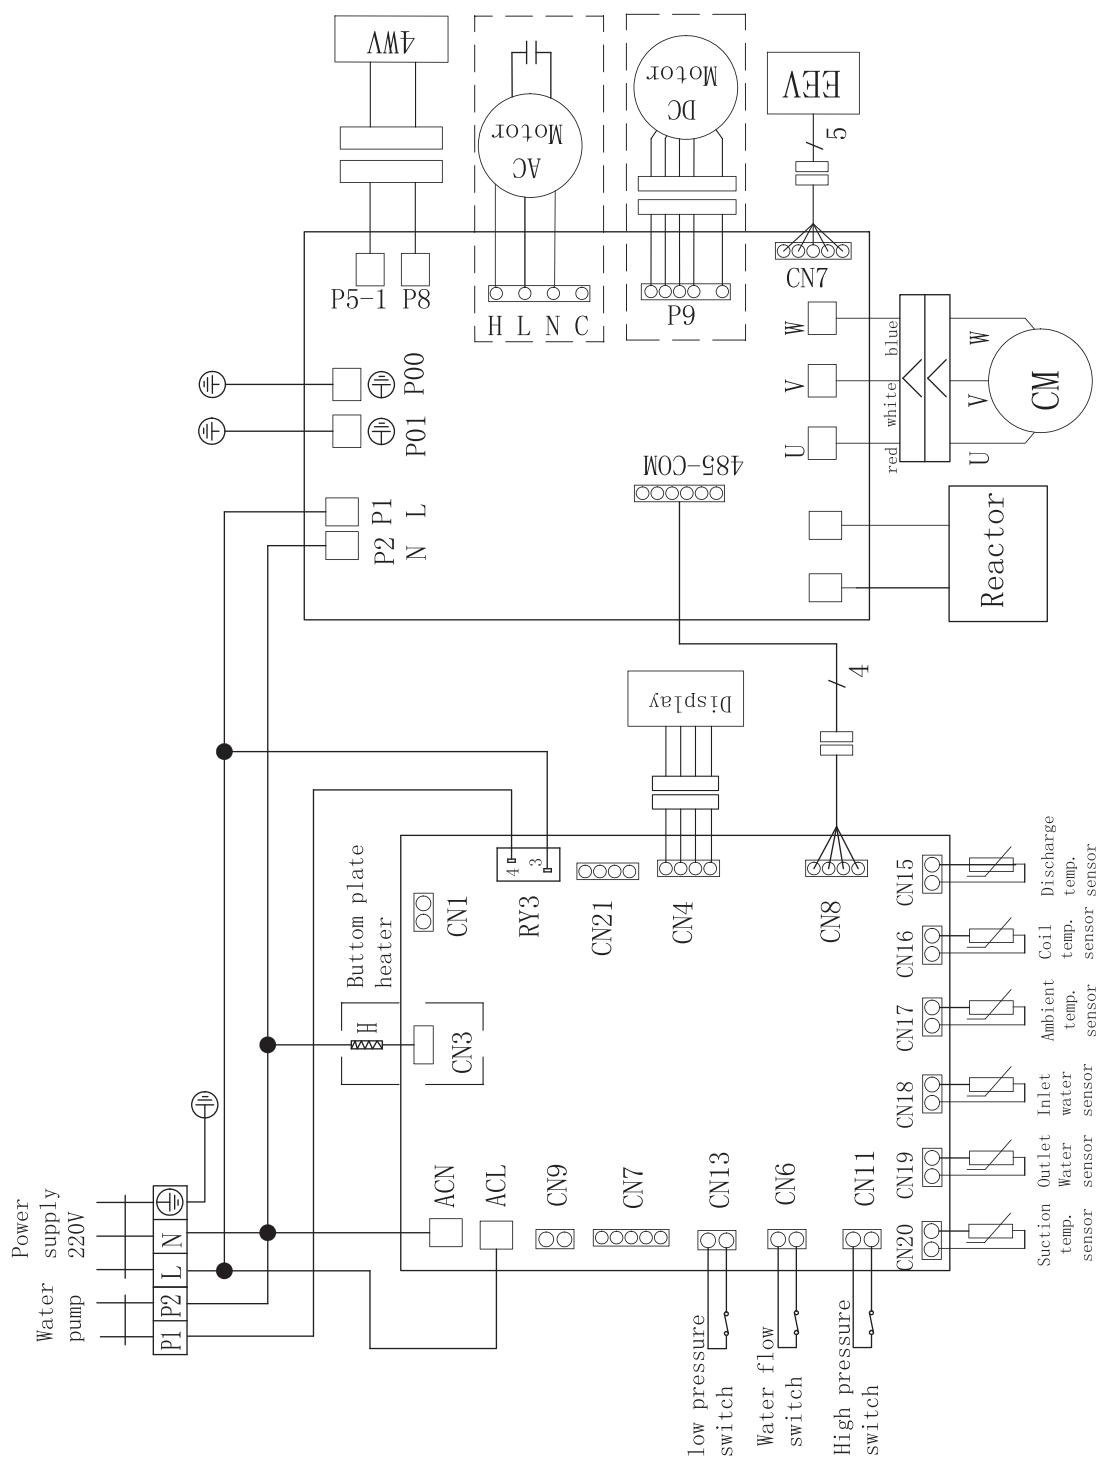 4WV
AC
Motor
DC
Motor
EEV
5
P5-1
P8
H L N C
P9
CN7
P00
P01
P1
L
P2
N
485-COM
W
V
U
blue
white
red
W
V
U
CM
Reactor
Display
4
Buttom plate
heater
H
CN3
CN1
4
3
RY3
CN21
CN4
CN8
CN15
Discharge
temp.
sensor
CN16
Coil
temp.
sensor
CN17
Ambient
temp.
sensor
CN18
Inlet
water
sensor
CN19
Outlet
Water
sensor
CN20
Suction
temp.
sensor
Power
supply
220V
Water
pump
N
L
P2
P1
ACN
ACL
CN9
CN7
CN13
CN6
CN11
low pressure
switch
Water flow
switch
High pressure
switch